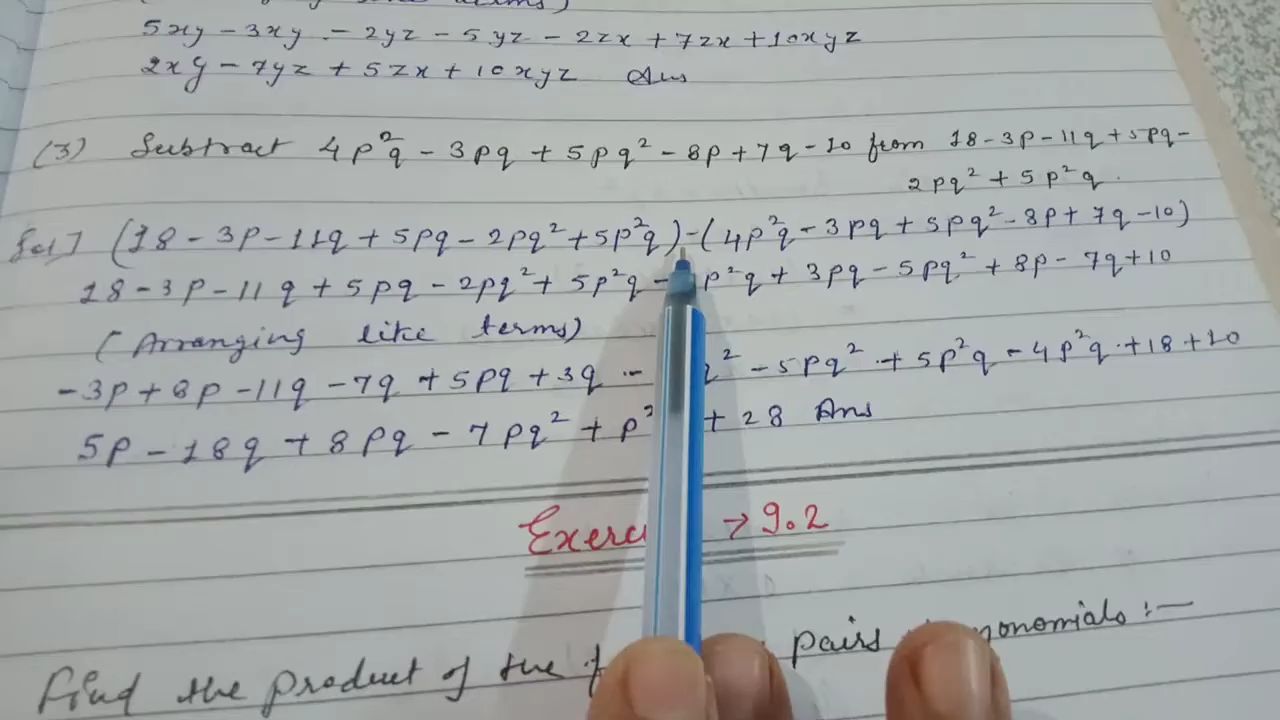 5xy - 3xy - 2yz - 5yz - 2zx + 7zx + 10xyz
2xy - 7yz + 5zx + 10xyz Ans
(3) Subtract 4p²q - 3pq + 5pq² - 8p + 7q - 10 from 18 - 3p - 11q + 5pq -
2pq² + 5p²q.
Sol] (18 - 3p - 11q + 5pq - 2pq² + 5p²q) - (4p²q - 3pq + 5pq² - 8p + 7q - 10)
18 - 3p - 11q + 5pq - 2pq² + 5p²q - p²q + 3pq - 5pq² + 8p - 7q + 10
(Arranging like terms)
-3p + 8p - 11q - 7q + 5pq + 3q - q² - 5pq² + 5p²q - 4p²q + 18 + 10
5p - 18q + 8pq - 7pq² + p² + 28 Ans
→ 9.2
Find the product of the pairs :-